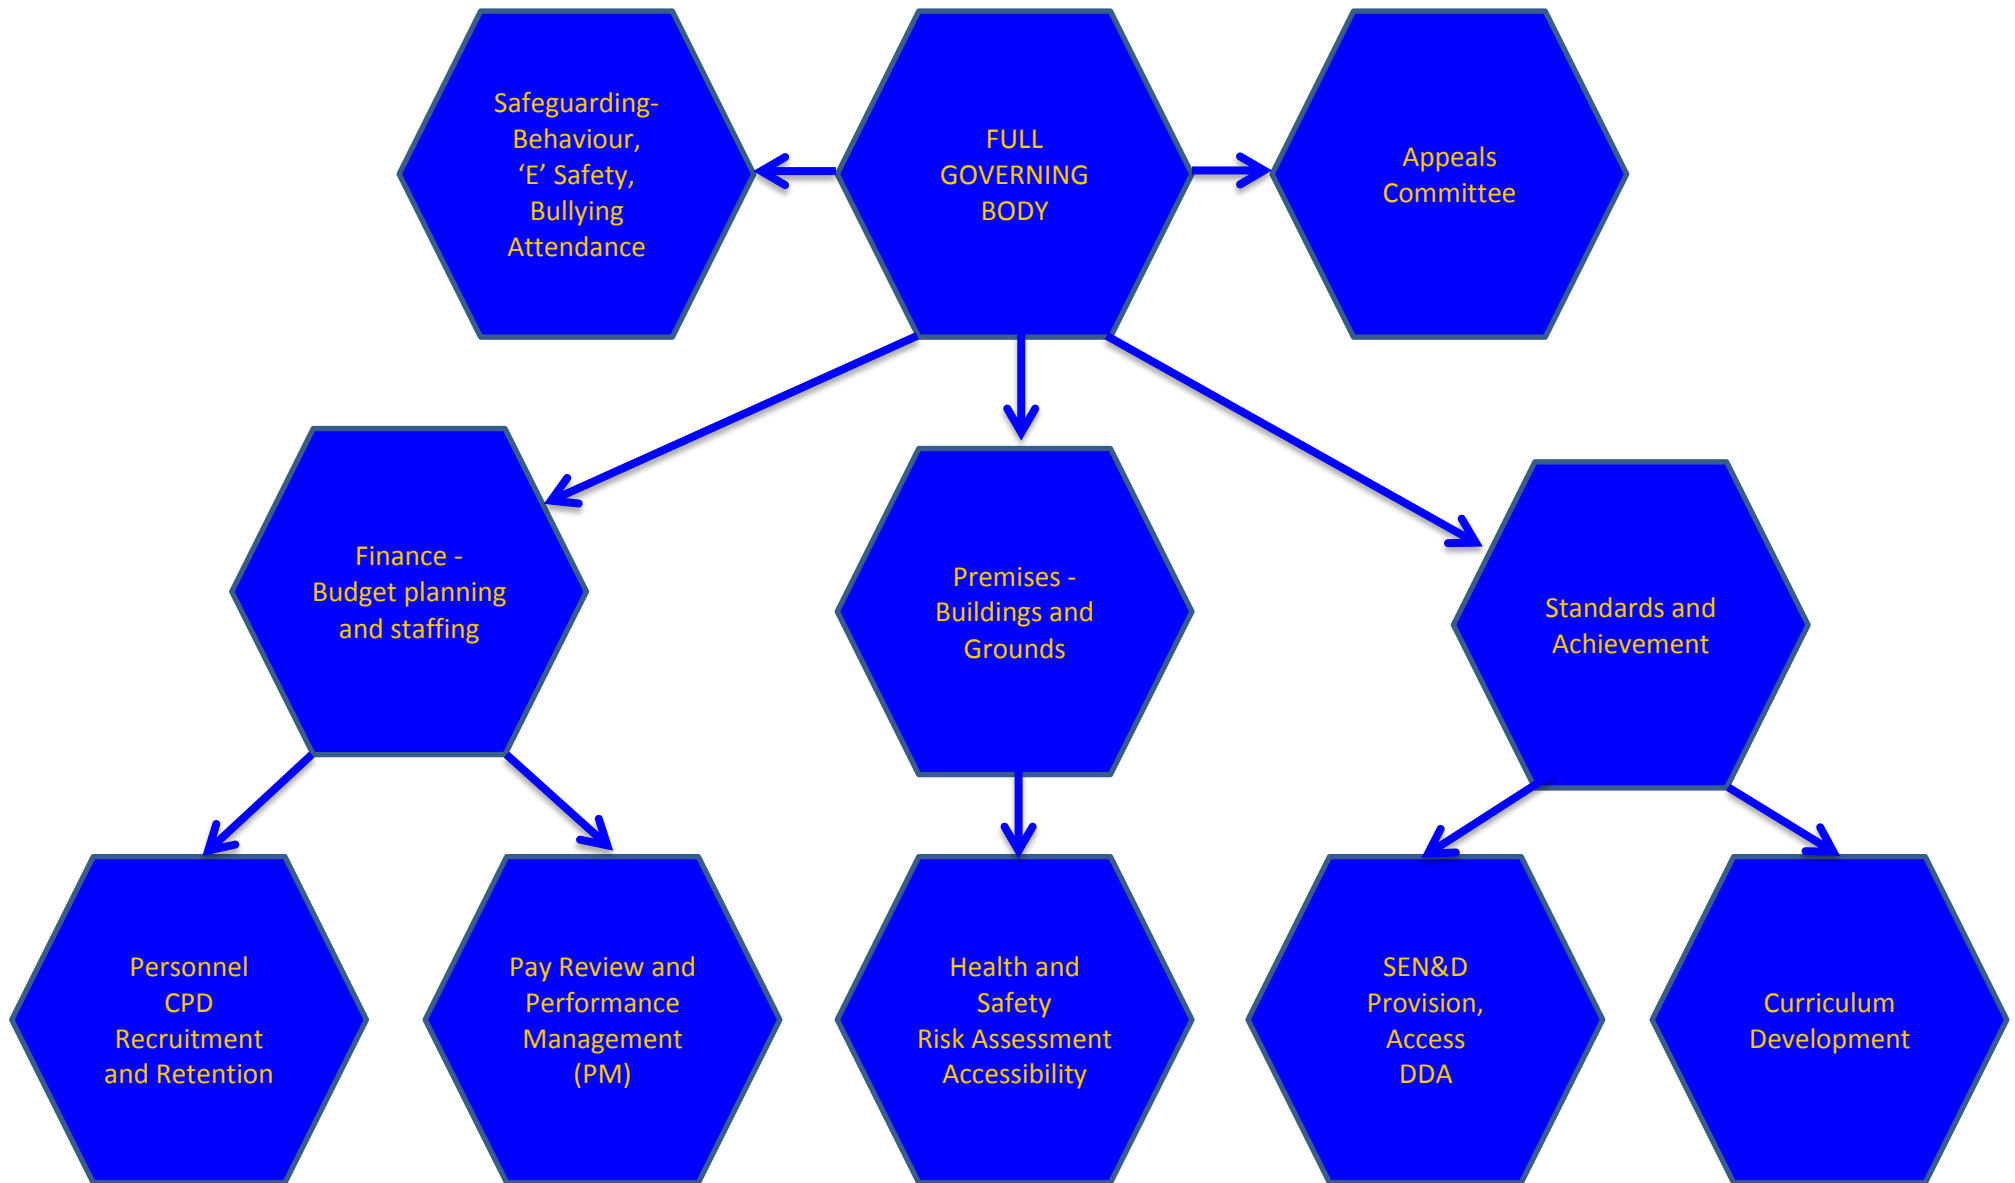 Safeguarding-
Behaviour,
‘E’ Safety,
Bullying
Attendance
FULL
GOVERNING
BODY
Appeals
Committee
Finance -
Budget planning
and staffing
Premises -
Buildings and
Grounds
Standards and
Achievement
Personnel
CPD
Recruitment
and Retention
Pay Review and
Performance
Management
(PM)
Health and
Safety
Risk Assessment
Accessibility
SEN&D
Provision,
Access
DDA
Curriculum
Development